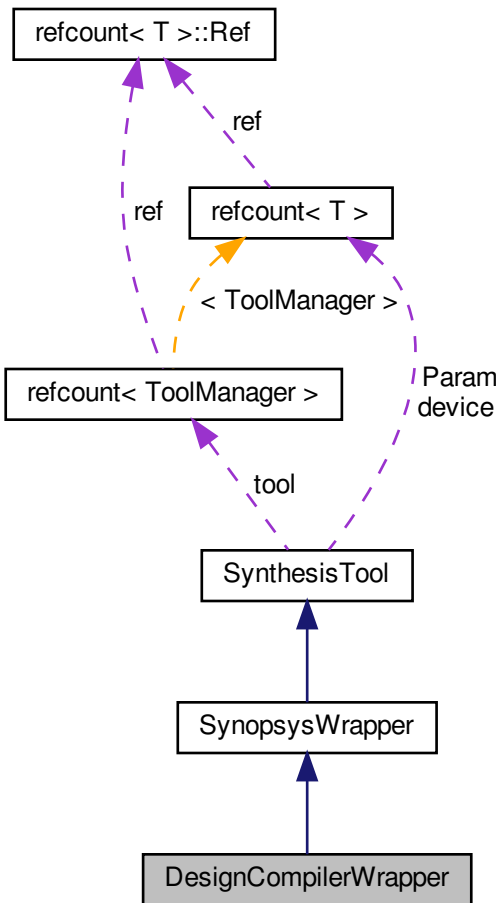 refcount< T >::Ref
ref
ref
refcount< T >
< ToolManager >
refcount< ToolManager >
Param
device
tool
SynthesisTool
SynopsysWrapper
DesignCompilerWrapper